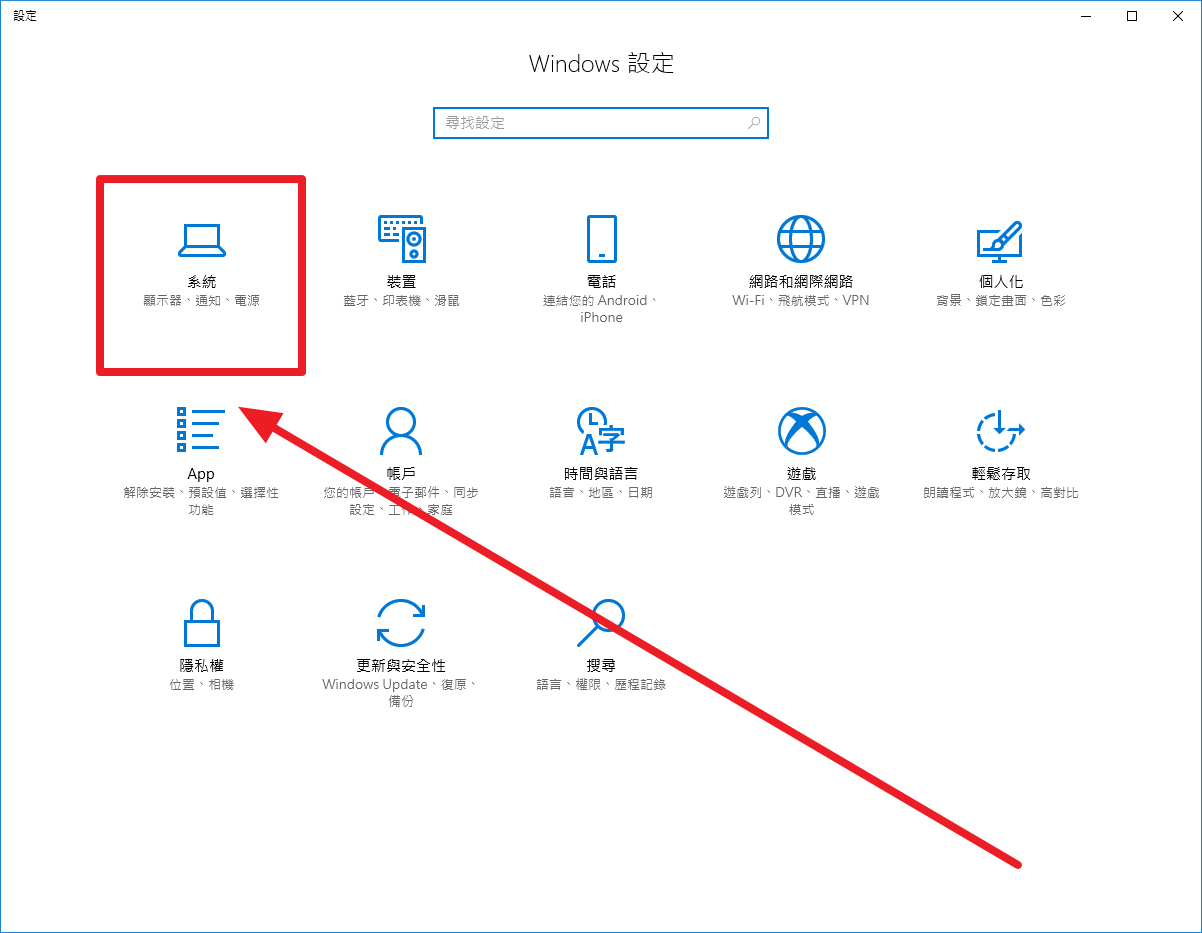 設定
Windows 設定
尋找設定
系統
顯示器、通知、電源
裝置
藍牙、印表機、滑鼠
電話
連結您的 Android、
iPhone
網路和網際網路
Wi-Fi、飛航模式、VPN
個人化
背景、鎖定畫面、色彩
App
解除安裝、預設值、選擇性
功能
帳戶
您的帳戶、電子郵件、同步
設定、工作、家庭
時間與語言
語音、地區、日期
遊戲
遊戲列、DVR、直播、遊戲
模式
輕鬆存取
朗讀程式、放大鏡、高對比
隱私權
位置、相機
更新與安全性
Windows Update、復原、
備份
搜尋
語言、權限、歷程記錄